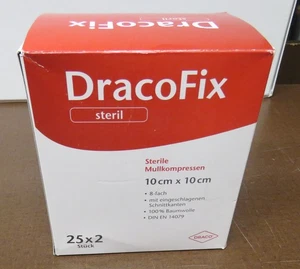 DracoFix
steril
Sterile
Mullkompressen
10 cm x 10 cm
• 8-fach
• mit eingeschlagenen
Schnittkanten
• 100% Baumwolle
• DIN EN 14079
25x2
Stück
DRACO